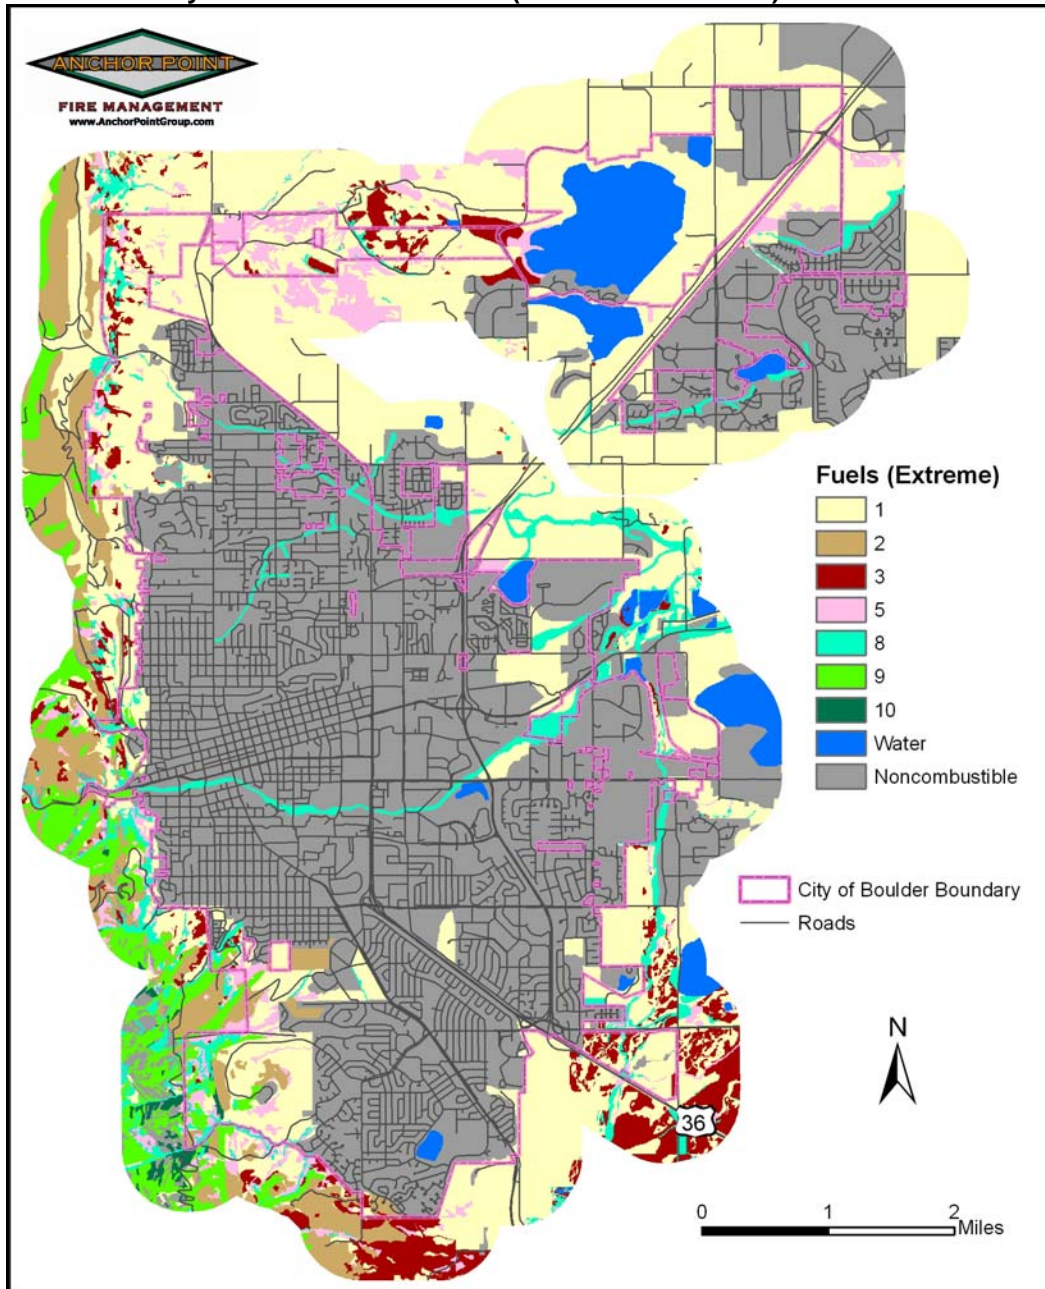 ANCHOR POINT
FIRE MANAGEMENT
www.AnchorPointGroup.com
Fuels (Extreme)
1
2
3
5
8
9
10
Water
Noncombustible
City of Boulder Boundary
Roads
N
36
0 1 2
Miles